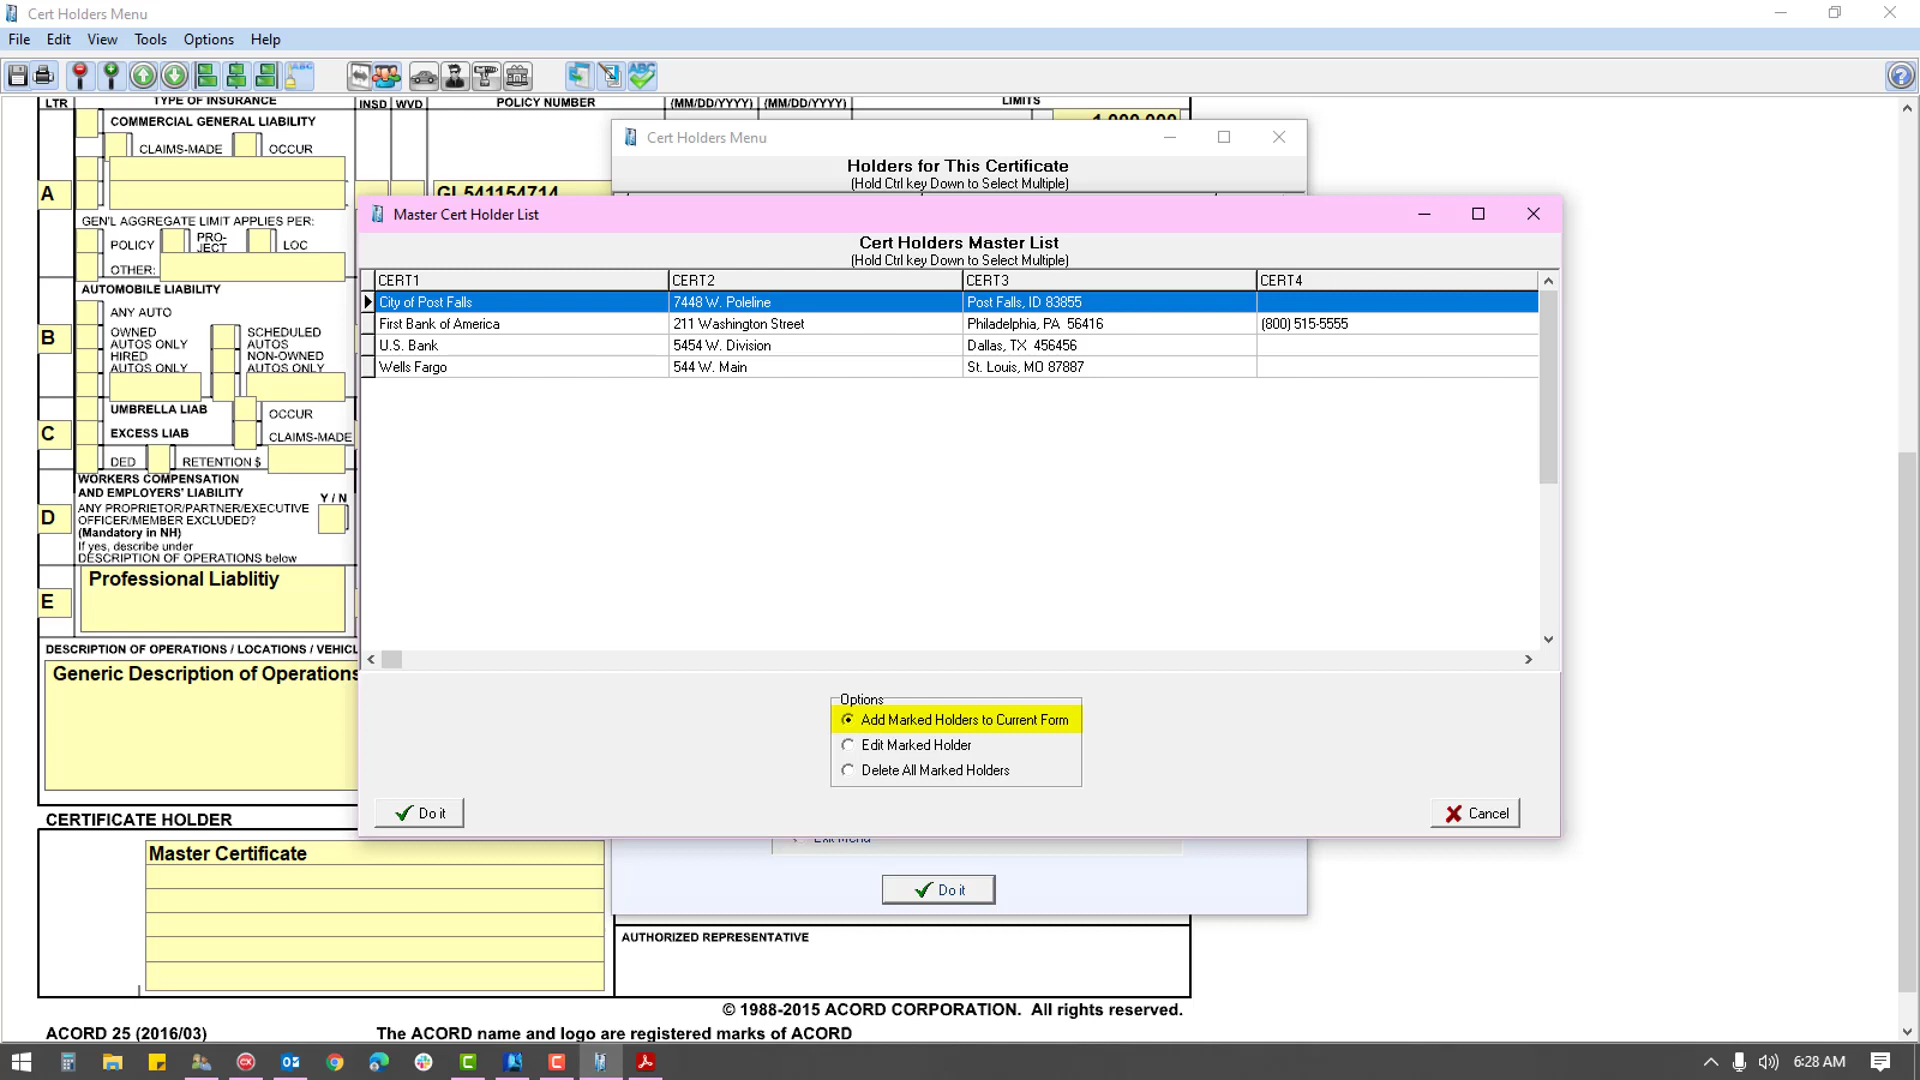 Cert Holders Menu
File Edit View Tools Options Help
LTR TYPE OF INSURANCE INSD WVD POLICY NUMBER (MM/DD/YYYY) (MM/DD/YYYY) LIMITS
COMMERCIAL GENERAL LIABILITY
1,000,000
CLAIMS-MADE OCCUR
A
GL541154714
GEN'L AGGREGATE LIMIT APPLIES PER:
POLICY PRO-JECT LOC
OTHER:
AUTOMOBILE LIABILITY
B
ANY AUTO
OWNED AUTOS ONLY
SCHEDULED AUTOS
HIRED AUTOS ONLY
NON-OWNED AUTOS ONLY
C
UMBRELLA LIAB OCCUR
EXCESS LIAB CLAIMS-MADE
DED RETENTION $
WORKERS COMPENSATION
AND EMPLOYERS' LIABILITY
Y / N
D
ANY PROPRIETOR/PARTNER/EXECUTIVE
OFFICER/MEMBER EXCLUDED?
(Mandatory in NH)
If yes, describe under
DESCRIPTION OF OPERATIONS below
E
Professional Liablitiy
DESCRIPTION OF OPERATIONS / LOCATIONS / VEHICL
Generic Description of Operations
CERTIFICATE HOLDER
Master Certificate
AUTHORIZED REPRESENTATIVE
© 1988-2015 ACORD CORPORATION. All rights reserved.
ACORD 25 (2016/03) The ACORD name and logo are registered marks of ACORD
Cert Holders Menu
Holders for This Certificate
(Hold Ctrl key Down to Select Multiple)
Exit Menu
Do it
Master Cert Holder List
Cert Holders Master List
(Hold Ctrl key Down to Select Multiple)
CERT1 CERT2 CERT3 CERT4
City of Post Falls 7448 W. Poleline Post Falls, ID 83855
First Bank of America 211 Washington Street Philadelphia, PA 56416 (800) 515-5555
U.S. Bank 5454 W. Division Dallas, TX 456456
Wells Fargo 544 W. Main St. Louis, MO 87887
Options
Add Marked Holders to Current Form
Edit Marked Holder
Delete All Marked Holders
Do it
Cancel
6:28 AM